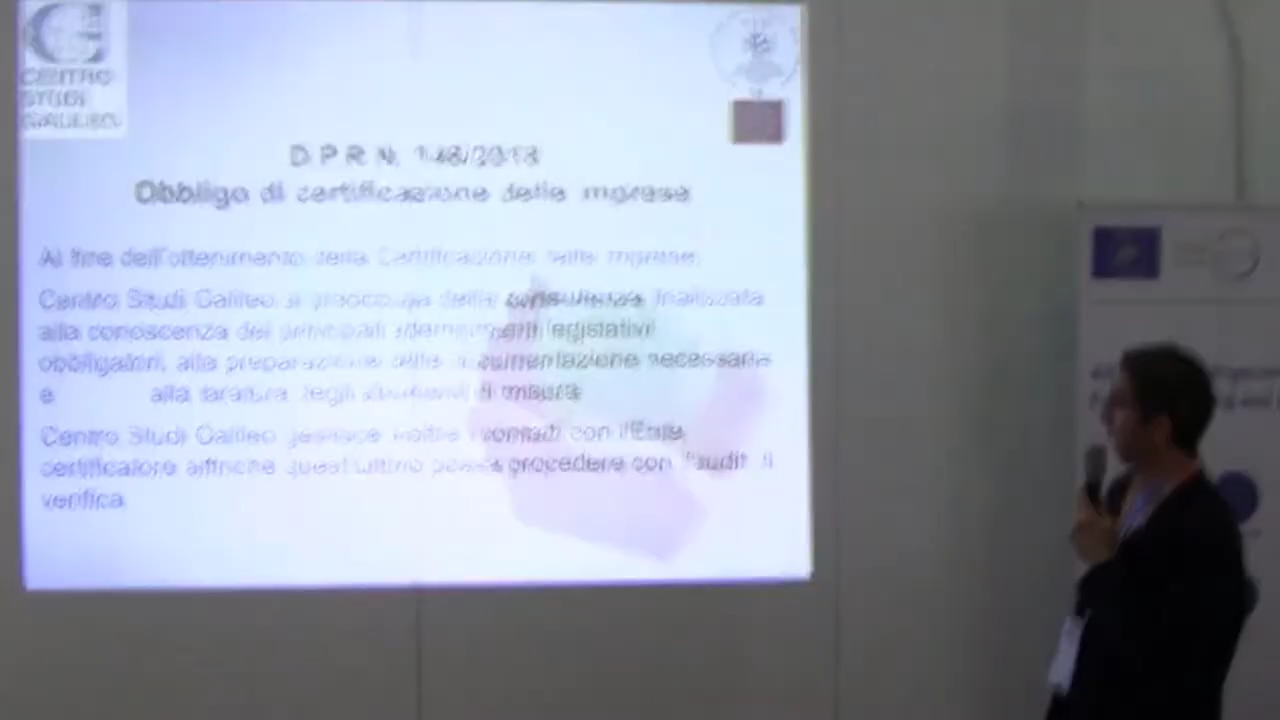 CENTRO
STUDI
GALILEO
D P R N. 146/2018
Obbligo di certificazione delle imprese
Al fine dell'ottenimento della Certificazione delle imprese,
Centro Studi Galileo si preoccupa della consulenza finalizzata
alla conoscenza dei principali adempimenti legislativi
obbligatori, alla preparazione della documentazione necessaria
e alla taratura degli strumenti di misura
Centro Studi Galileo gestisce inoltre i contatti con l'Ente
certificatore affinche quest'ultimo possa procedere con l'audit di
verifica